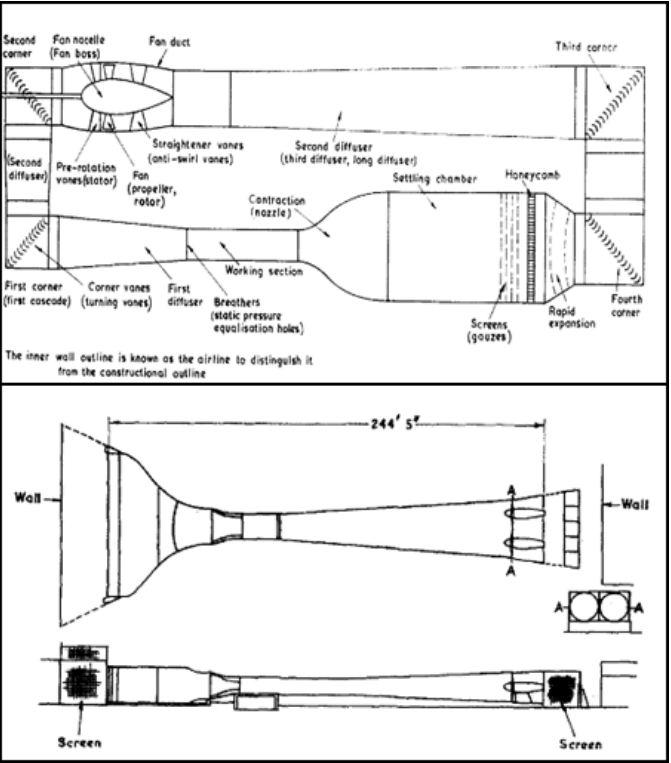 Second
corner
Fan nacelle
(Fan boss)
Fan duct
Third corner
Straightener vanes
(anti-swirl vanes)
Second diffuser
(third diffuser, long diffuser)
(Second
diffuser)
Pre-rotation
vanes(stator)
Fan
(propeller,
rotor)
Contraction
(nozzle)
Settling chamber
Honeycomb
Working section
First corner
(first cascade)
Corner vanes
(turning vanes)
First
diffuser
Breathers
(static pressure
equalisation holes)
Screens
(gauzes)
Rapid
expansion
Fourth
corner
The inner wall outline is known as the airline to distinguish it
from the constructional outline
244' 5"
Wall
A
Wall
A
A
A
Screen
Screen